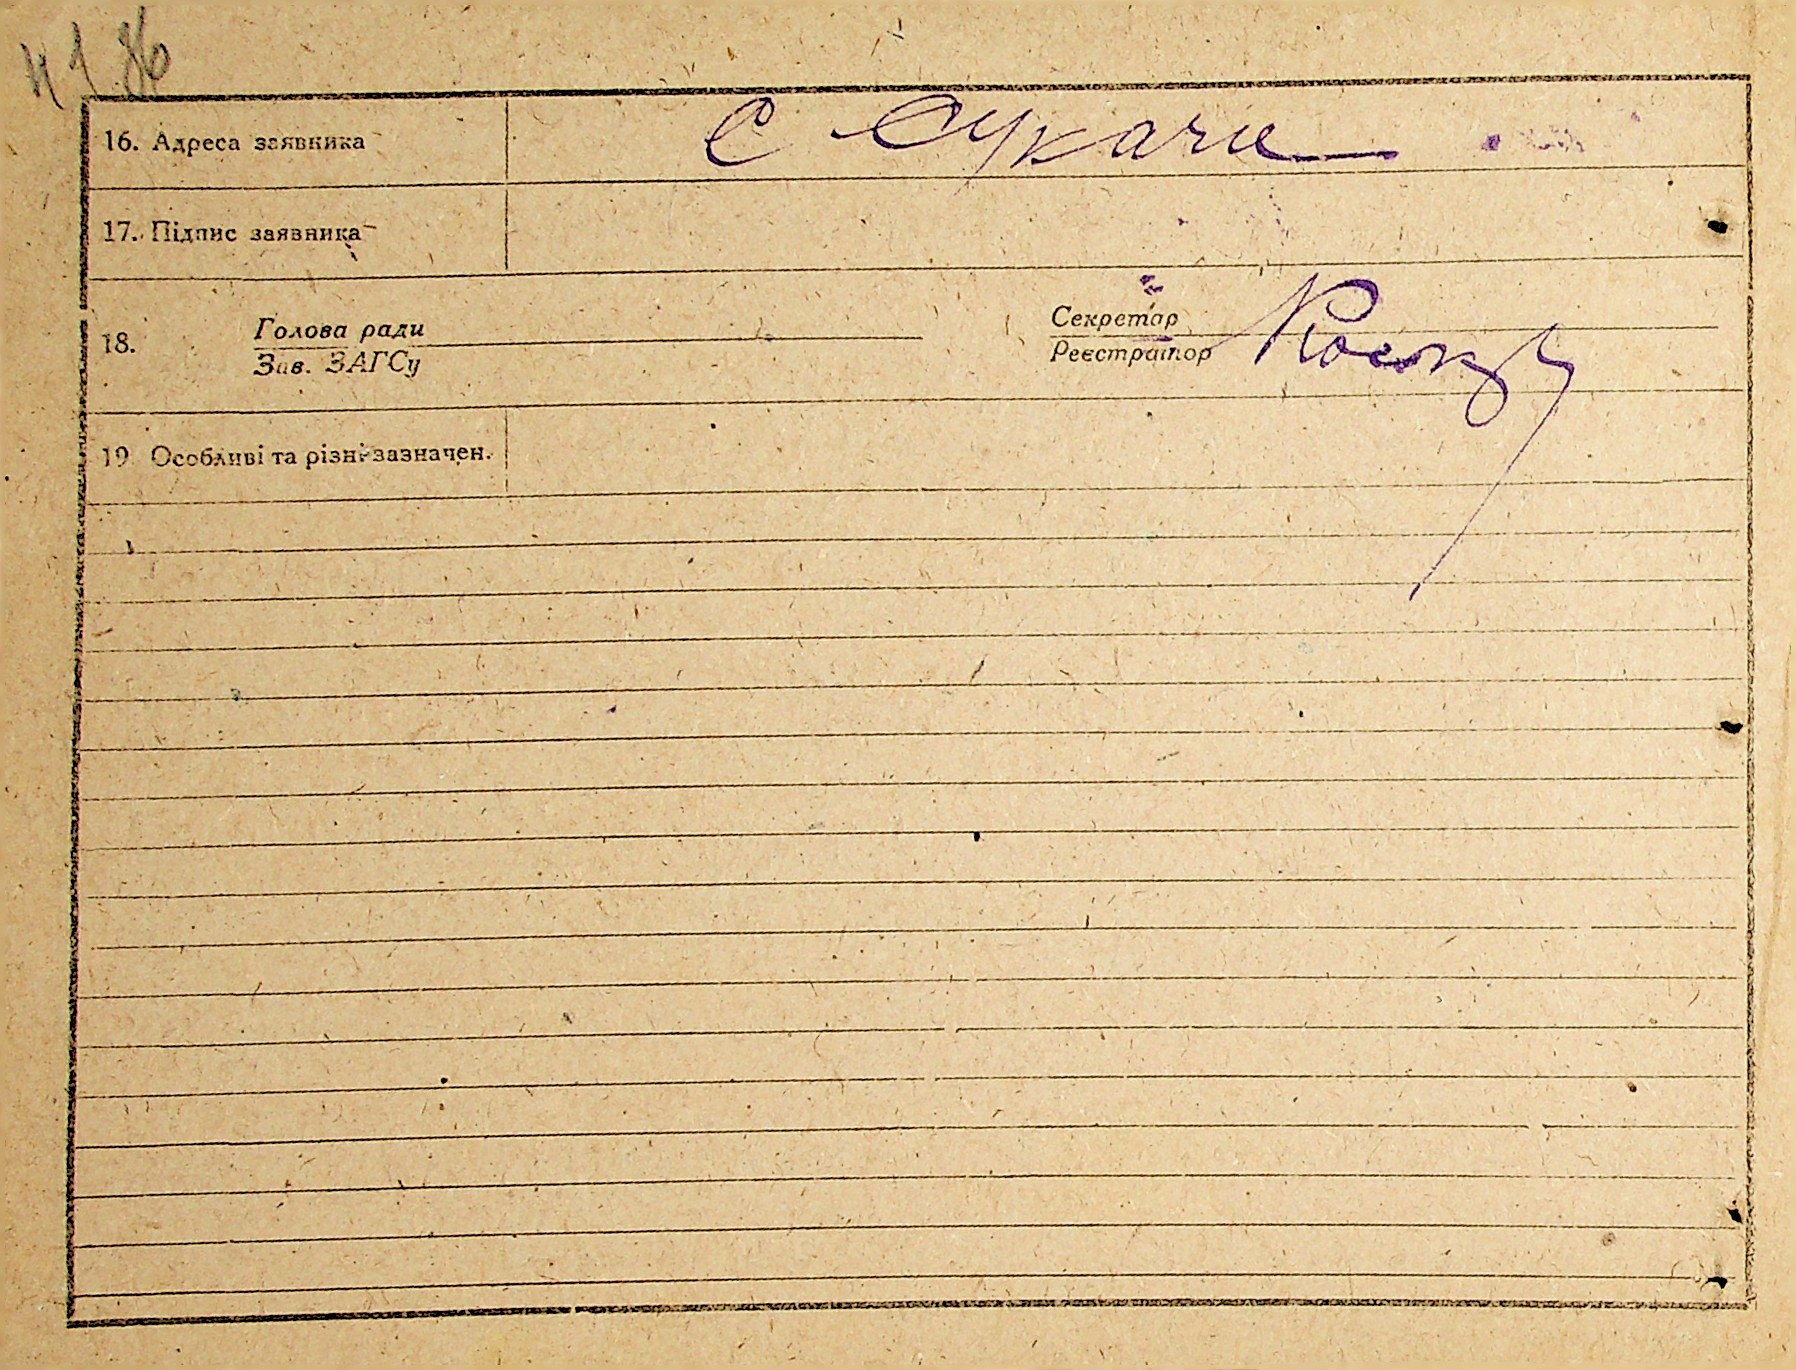 16. Адреса заявника С Сукачи
17. Підпис заявника
18. Голова ради Секретар
Зав. ЗАГСу Реєстратор
19 Особливі та різні зазначен.